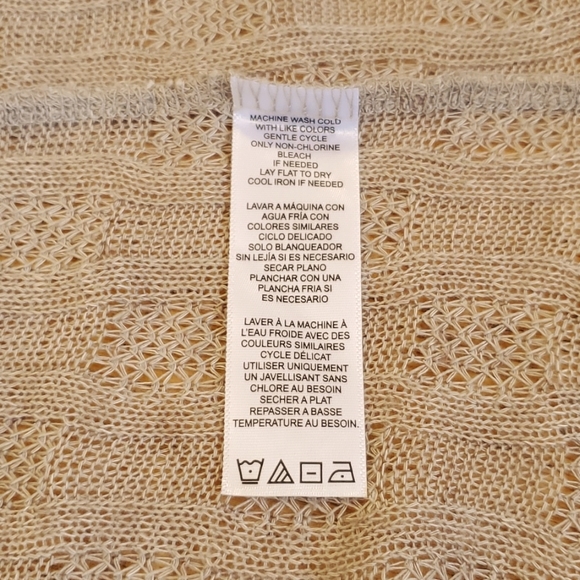 MACHINE WASH COLD
WITH LIKE COLORS
GENTLE CYCLE
ONLY NON-CHLORINE
BLEACH
IF NEEDED
LAY FLAT TO DRY
COOL IRON IF NEEDED
LAVAR A MÁQUINA CON
AGUA FRÍA CON
COLORES SIMILARES
CICLO DELICADO
SOLO BLANQUEADOR
SIN LEJÍA SI ES NECESARIO
SECAR PLANO
PLANCHAR CON UNA
PLANCHA FRIA SI
ES NECESARIO
LAVER À LA MACHINE À
L'EAU FROIDE AVEC DES
COULEURS SIMILAIRES
CYCLE DÉLICAT
UTILISER UNIQUEMENT
UN JAVELLISANT SANS
CHLORE AU BESOIN
SECHER A PLAT
REPASSER A BASSE
TEMPERATURE AU BESOIN.